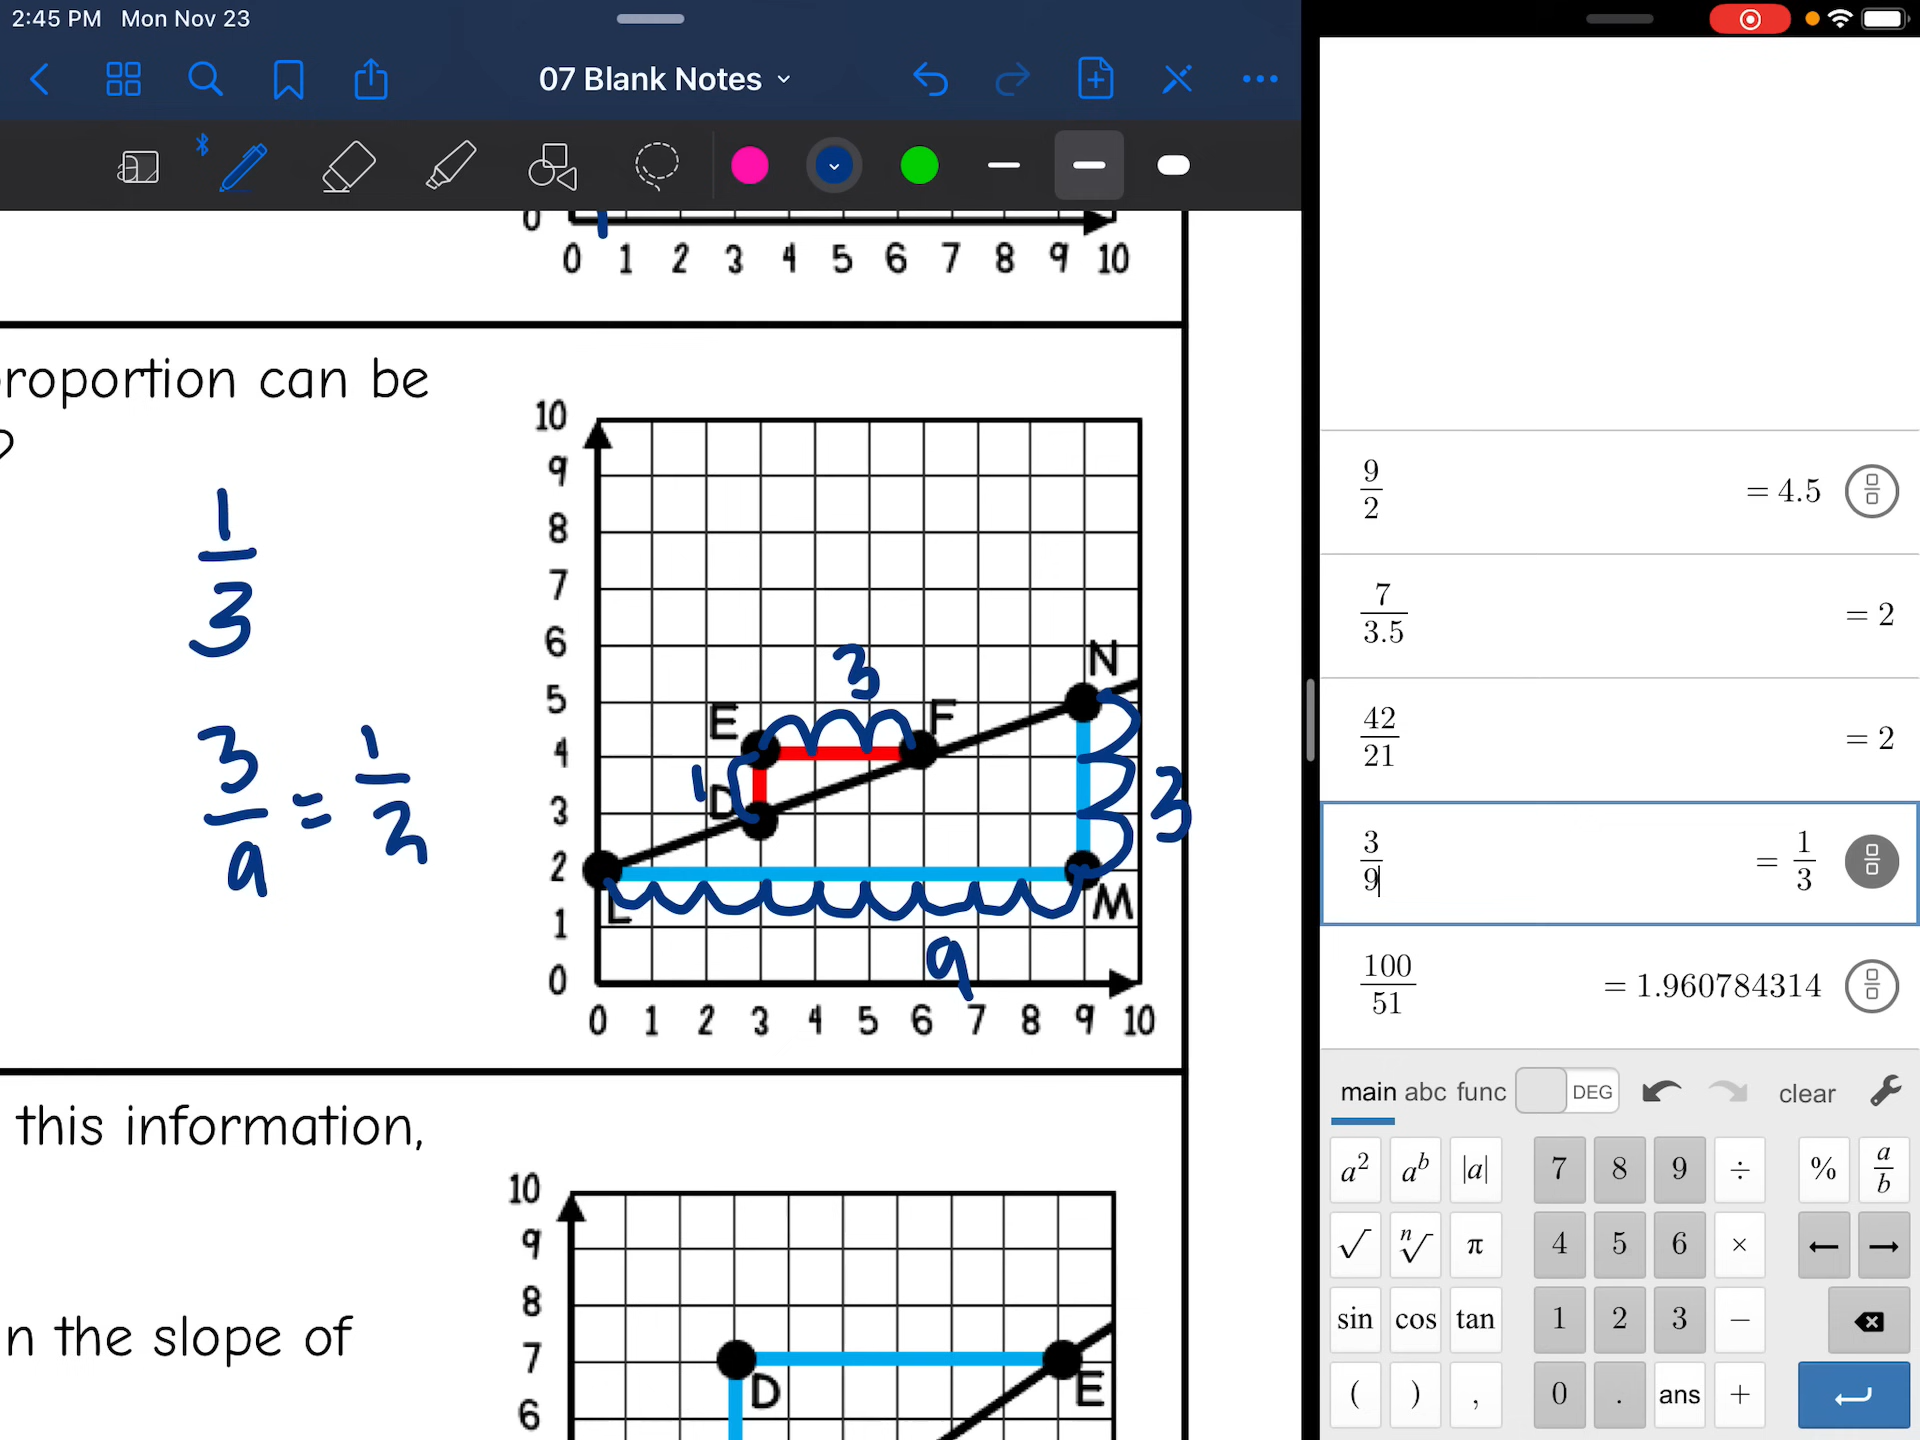 2:45 PM Mon Nov 23
07 Blank Notes
0
0 1 2 3 4 5 6 7 8 9 10
roportion can be
?
1
3
3
9
=
1
3
10
9
8
7
6
5
4
3
2
1
0
0 1 2 3 4 5 6 7 8 9 10
3
N
E
F
1
D
3
L
M
9
this information,
n the slope of
10
9
8
7
6
D
E
9
2
= 4.5
7
3.5
= 2
42
21
= 2
3
9
= 1
3
100
51
= 1.960784314
main abc func DEG clear
a² aᵇ |a| 7 8 9 ÷ % a/b
√ ⁿ√ π 4 5 6 × ← →
sin cos tan 1 2 3 −
( ) , 0 . ans +